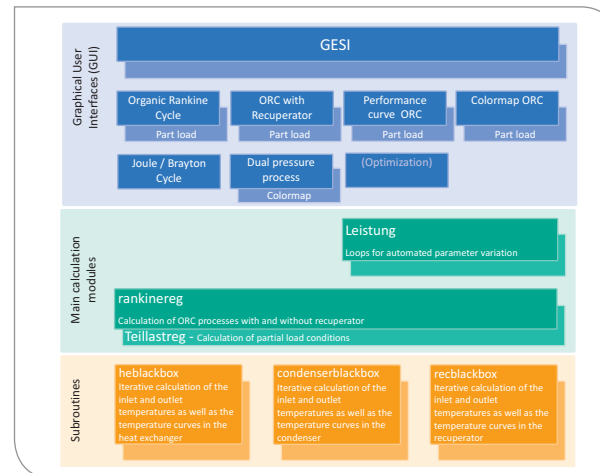 Graphical User
Interfaces (GUI)
GESI
Organic Rankine
Cycle
Part load
ORC with
Recuperator
Part load
Performance
curve ORC
Part load
Colormap ORC
Part load
Joule / Brayton
Cycle
Dual pressure
process
Colormap
(Optimization)
Main calculation
modules
Leistung
Loops for automated parameter variation
rankinereg
Calculation of ORC processes with and without recuperator
Teillastreg - Calculation of partial load conditions
Subroutines
heblackbox
Iterative calculation of the
inlet and outlet
temperatures as well as the
temperature curves in the
heat exchanger
condenserblackbox
Iterative calculation of the
inlet and outlet
temperatures as well as the
temperature curves in the
condenser
recblackbox
Iterative calculation of the
inlet and outlet
temperatures as well as the
temperature curves in the
recuperator